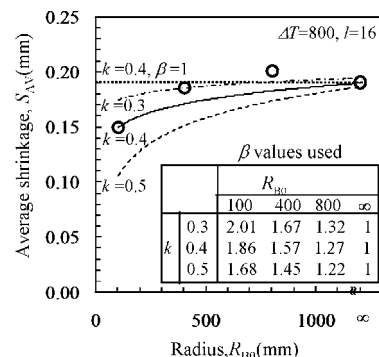 ΔT=800, l=16
Average shrinkage, S_AV(mm)
0.25
0.20
0.15
0.10
0.05
0.00
k=0.4, β=1
k=0.3
k=0.4
k=0.5
β values used
R_B0
100 400 800 ∞
k
0.3 2.01 1.67 1.32 1
0.4 1.86 1.57 1.27 1
0.5 1.68 1.45 1.22 1
0 500 1000 ∞
Radius,R_B0(mm)